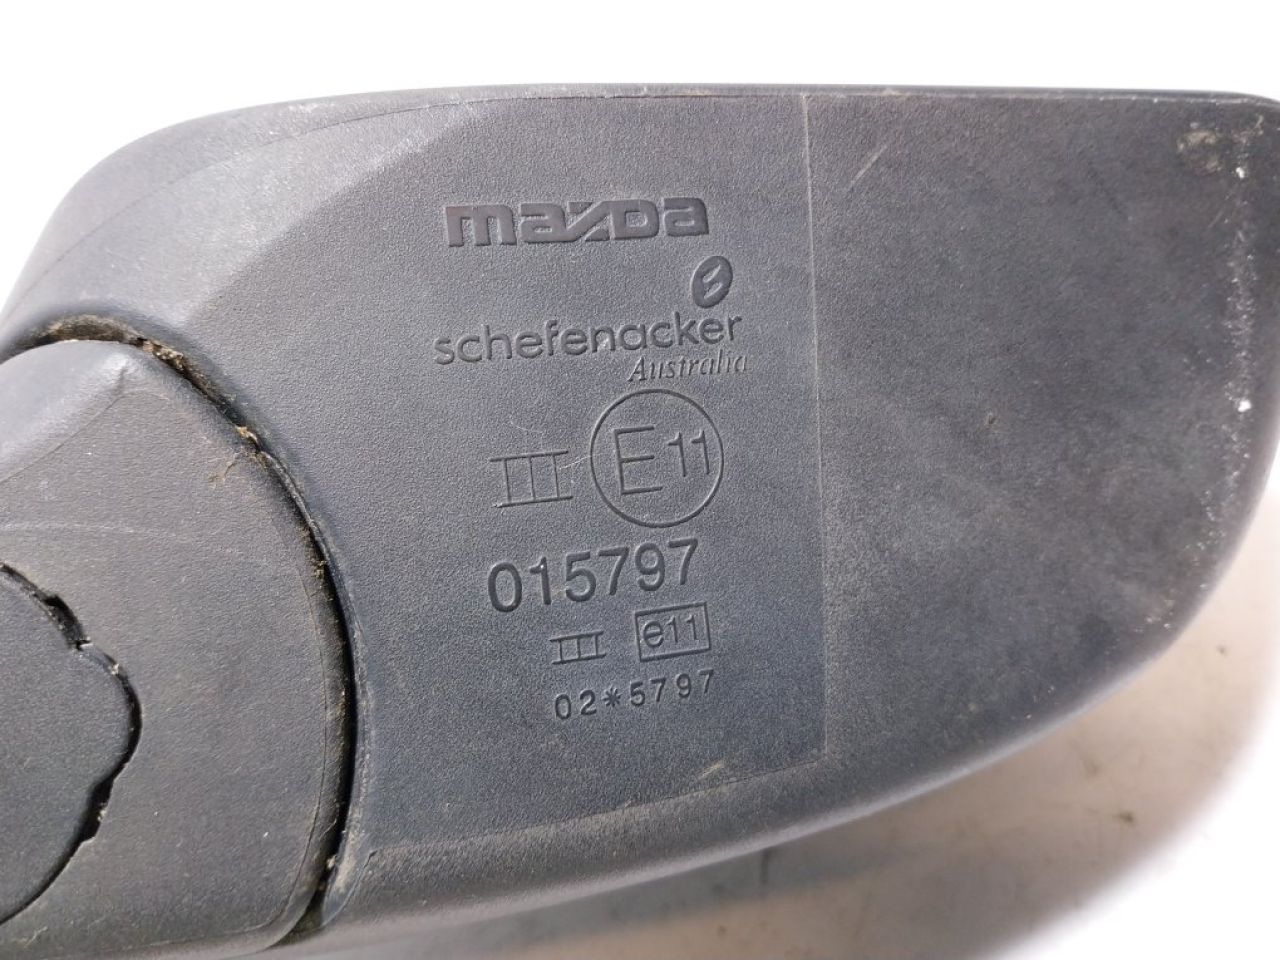 mazda
schefenacker
Australia
III E11
015797
III e11
02*5797